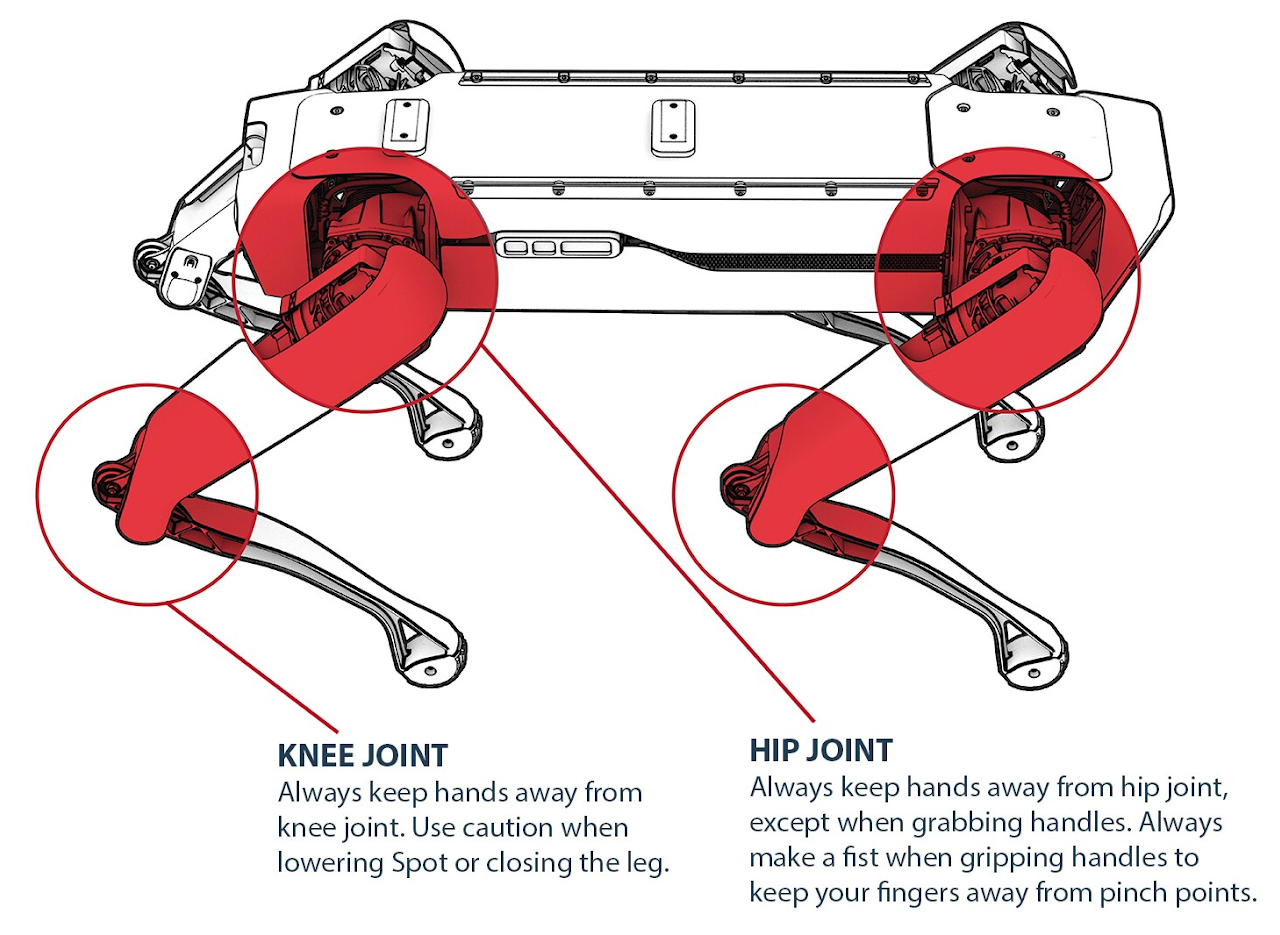 KNEE JOINT
Always keep hands away from
knee joint. Use caution when
lowering Spot or closing the leg.
HIP JOINT
Always keep hands away from hip joint,
except when grabbing handles. Always
make a fist when gripping handles to
keep your fingers away from pinch points.